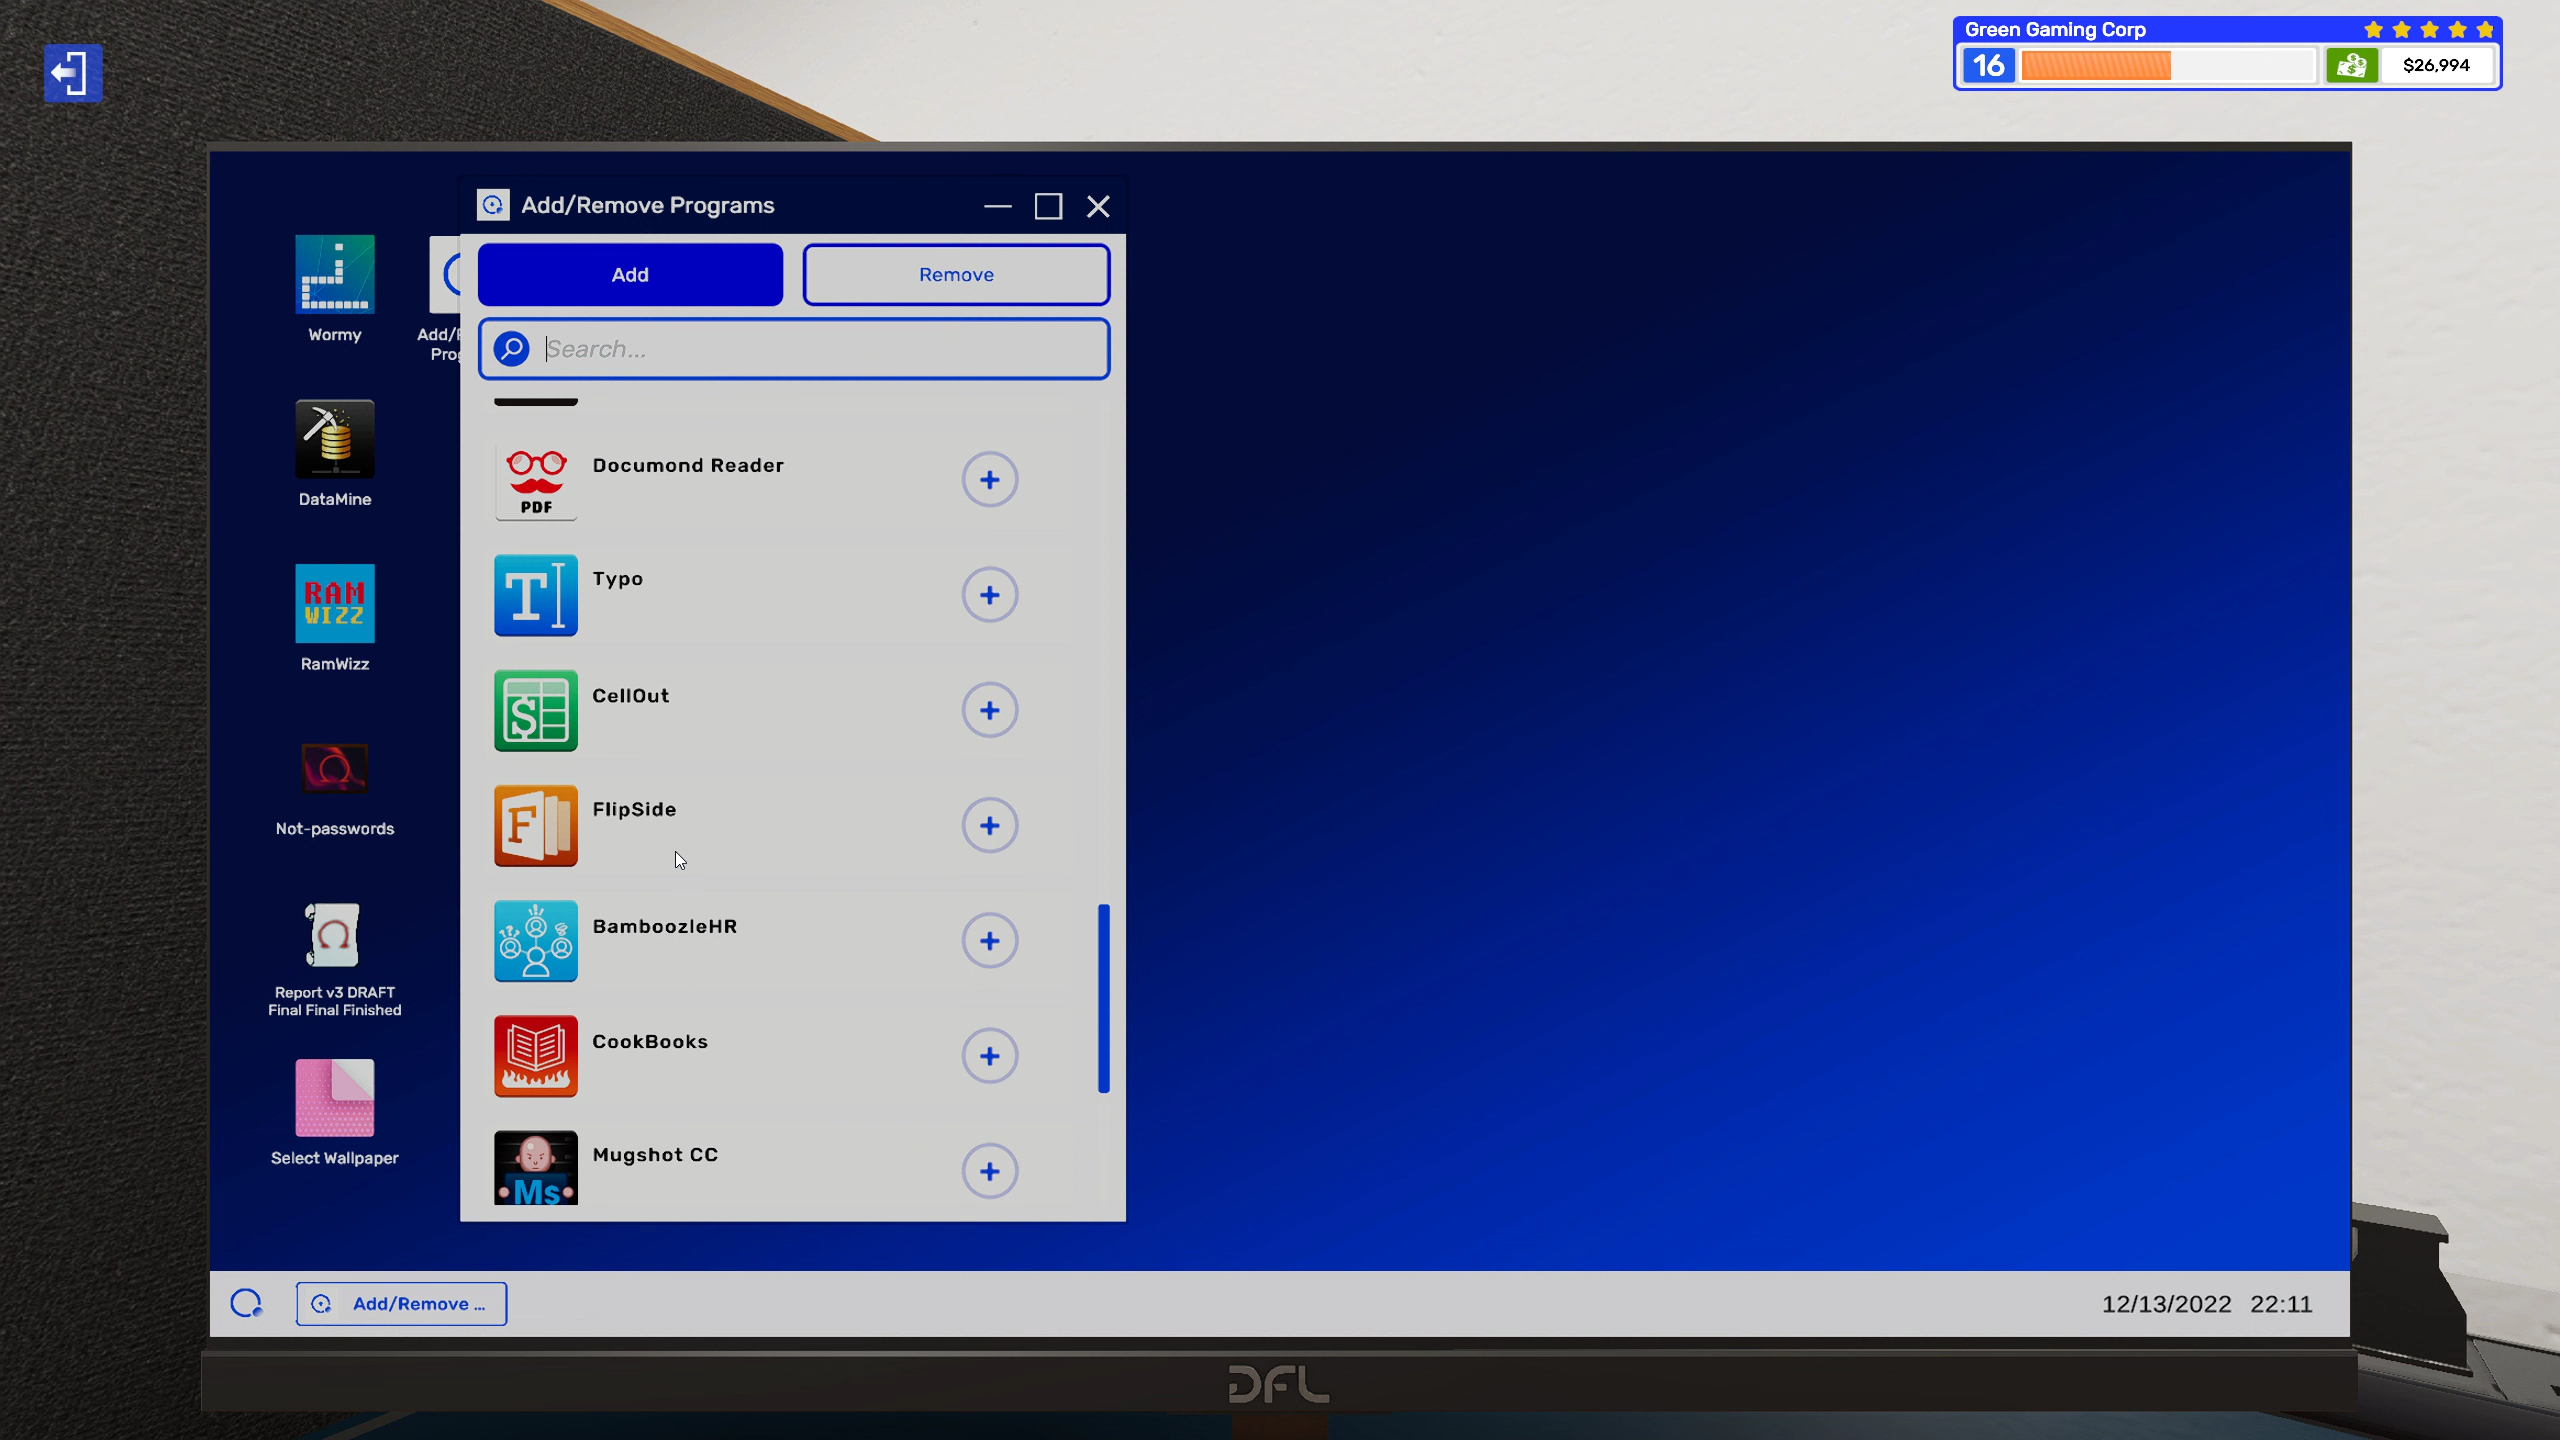 Green Gaming Corp
16
$26,994
Add/Remove Programs
Add
Remove
Search...
Wormy
Add/R
Prog
DataMine
RAM
WIZZ
RamWizz
Not-passwords
Report v3 DRAFT
Final Final Finished
Select Wallpaper
PDF
Documond Reader
T
Typo
$
CellOut
F
FlipSide
BamboozleHR
CookBooks
Ms
Mugshot CC
Add/Remove ...
12/13/2022 22:11
DFL